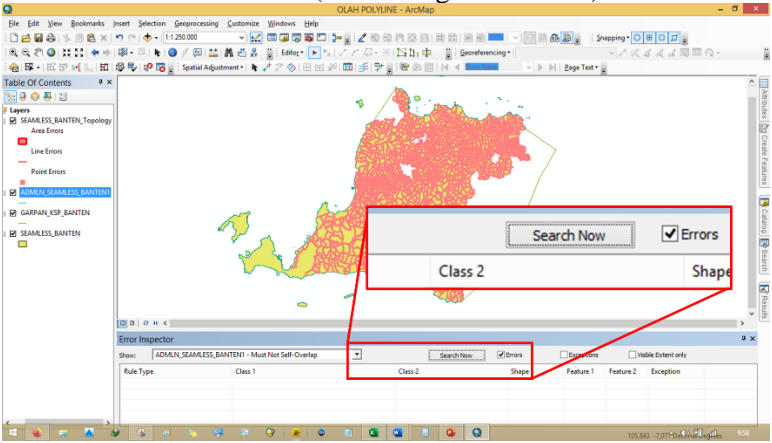 OLAH POLYLINE - ArcMap
File Edit View Bookmarks Insert Selection Geoprocessing Customize Windows Help
1:1.250.000
Snapping
Editor
Georeferencing
Spatial Adjustment
Page Text
Table Of Contents
Layers
SEAMLESS_BANTEN_Topology
Area Errors
Line Errors
Point Errors
ADMLN_SEAMLESS_BANTEN1
GARPAN_KSP_BANTEN
SEAMLESS_BANTEN
Search Now Errors
Class 2 Shape
Attributes
Create Features
Catalog
Search
Results
Error Inspector
Show: ADMLN_SEAMLESS_BANTEN1 - Must Not Self-Overlap Search Now Errors Exceptions Visible Extent only
Rule Type Class 1 Class 2 Shape Feature 1 Feature 2 Exception
9:58